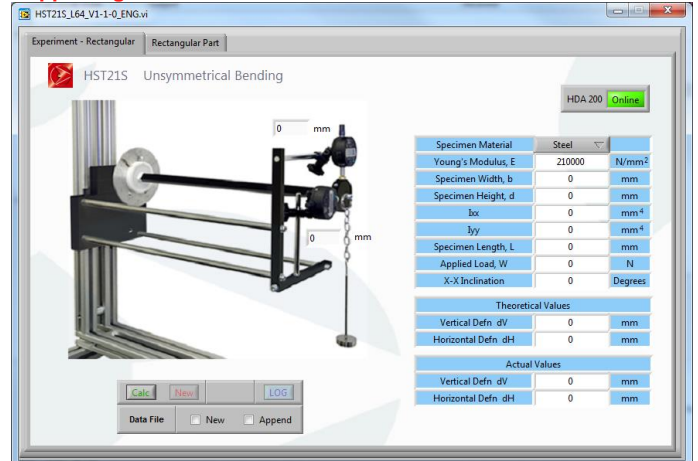 HST21S_L64_V1-1-0_ENG.vi
Experiment - Rectangular Rectangular Part
HST21S Unsymmetrical Bending
HDA 200 Online
0 mm
0 mm
Specimen Material Steel
Young's Modulus, E 210000 N/mm2
Specimen Width, b 0 mm
Specimen Height, d 0 mm
Ixx 0 mm4
Iyy 0 mm4
Specimen Length, L 0 mm
Applied Load, W 0 N
X-X Inclination 0 Degrees
Theoretical Values
Vertical Defn dV 0 mm
Horizontal Defn dH 0 mm
Actual Values
Vertical Defn dV 0 mm
Horizontal Defn dH 0 mm
Calc New LOG
Data File New Append